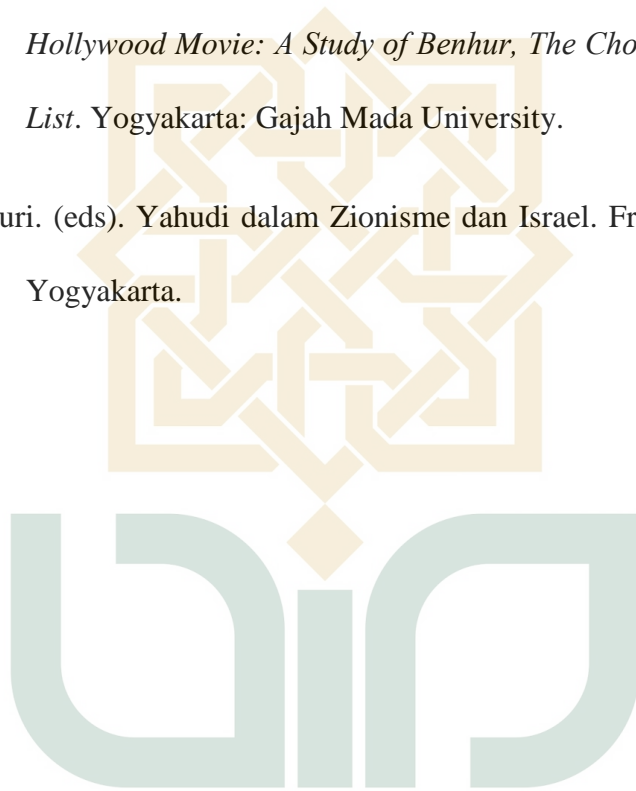 Hollywood Movie: A Study of Benhur, The Cho
List. Yogyakarta: Gajah Mada University.
uri. (eds). Yahudi dalam Zionisme dan Israel. Fr
Yogyakarta.